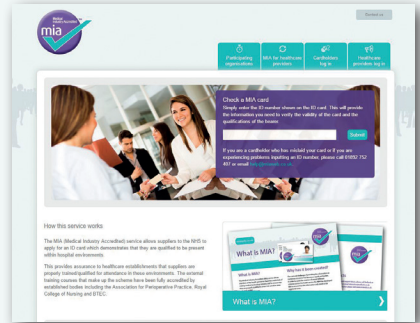 Contact us
Medical
Industry Accredited
mia
Participating
organisations
MIA for healthcare
providers
Cardholders
log in
Healthcare
providers log in
Check a MIA card
Simply enter the ID number shown on the ID card. This will provide
the information you need to verify the validity of the card and the
qualifications of the bearer.
Submit
If you are a cardholder who has mislaid your card or if you are
experiencing problems inputting an ID number, please call 01892 752
407 or email
How this service works
The MIA (Medical Industry Accredited) service allows suppliers to the NHS to
apply for an ID card which demonstrates that they are qualified to be present
within hospital environments.
This provides assurance to healthcare establishments that suppliers are
properly trained/qualified for attendance in these environments. The external
training courses that make up the scheme have been fully accredited by
established bodies including the Association for Perioperative Practice, Royal
College of Nursing and BTEC.
What is MIA?
mia
What is MIA?